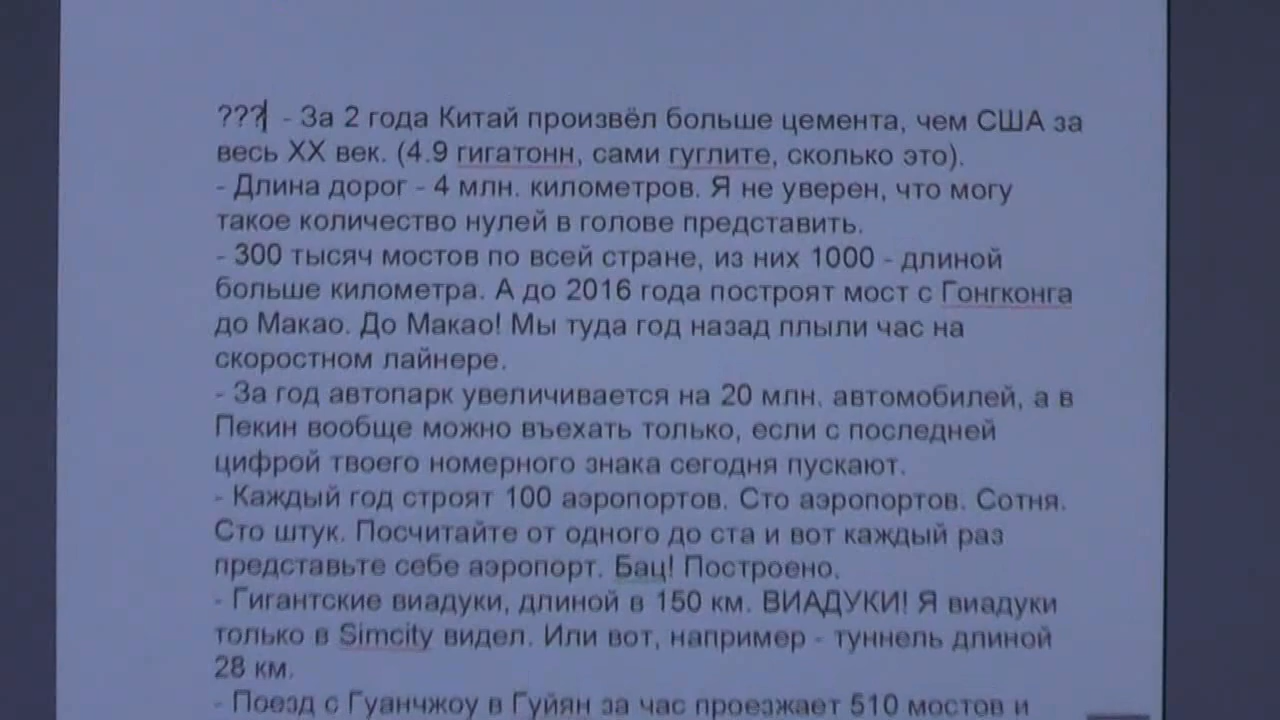 ??? - За 2 года Китай произвёл больше цемента, чем США за
весь ХХ век. (4.9 гигатонн, сами гуглите, сколько это).
- Длина дорог - 4 млн. километров. Я не уверен, что могу
такое количество нулей в голове представить.
- 300 тысяч мостов по всей стране, из них 1000 - длиной
больше километра. А до 2016 года построят мост с Гонгконга
до Макао. До Макао! Мы туда год назад плыли час на
скоростном лайнере.
- За год автопарк увеличивается на 20 млн. автомобилей, а в
Пекин вообще можно въехать только, если с последней
цифрой твоего номерного знака сегодня пускают.
- Каждый год строят 100 аэропортов. Сто аэропортов. Сотня.
Сто штук. Посчитайте от одного до ста и вот каждый раз
представьте себе аэропорт. Бац! Построено.
- Гигантские виадуки, длиной в 150 км. ВИАДУКИ! Я виадуки
только в Simcity видел. Или вот, например - туннель длиной
28 км.
- Поезд с Гуанчжоу в Гуйян за час проезжает 510 мостов и